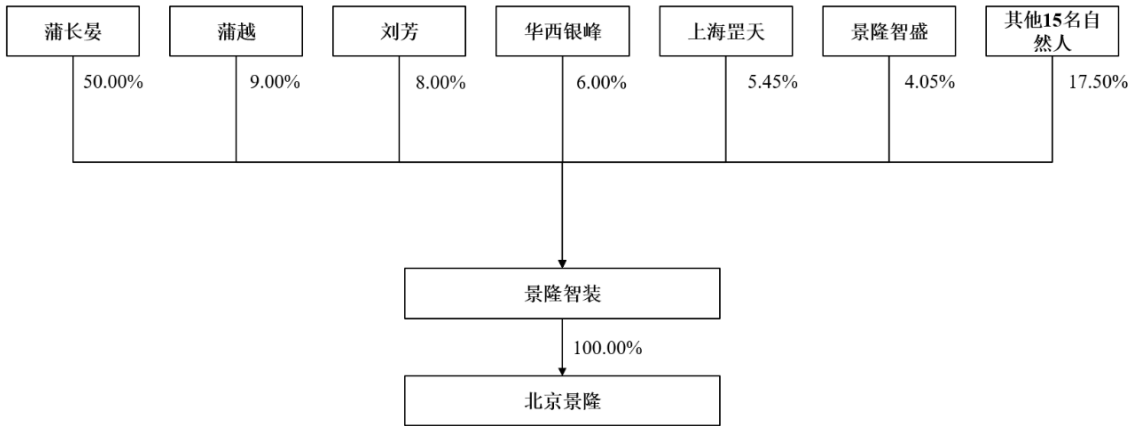 蒲长晏
蒲越
刘芳
华西银峰
上海罡天
景隆智盛
其他15名自
然人
50.00%
9.00%
8.00%
6.00%
5.45%
4.05%
17.50%
景隆智装
100.00%
北京景隆